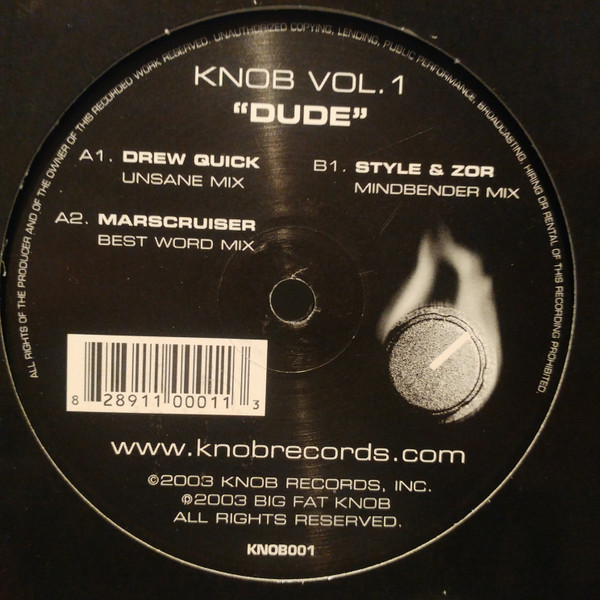 ALL RIGHTS OF THE PRODUCER AND OF THE OWNER OF THIS RECORDED WORK RESERVED. UNAUTHORIZED COPYING, LENDING, PUBLIC PERFORMANCE, BROADCASTING, HIRING OR RENTAL OF THIS RECORDING PROHIBITED.
KNOB VOL.1
“DUDE”
A1. DREW QUICK
UNSANE MIX
A2. MARSCRUISER
BEST WORD MIX
B1. STYLE & ZOR
MINDBENDER MIX
8 28911 00011 3
www.knobrecords.com
©2003 KNOB RECORDS, INC.
℗2003 BIG FAT KNOB
ALL RIGHTS RESERVED.
KNOB001